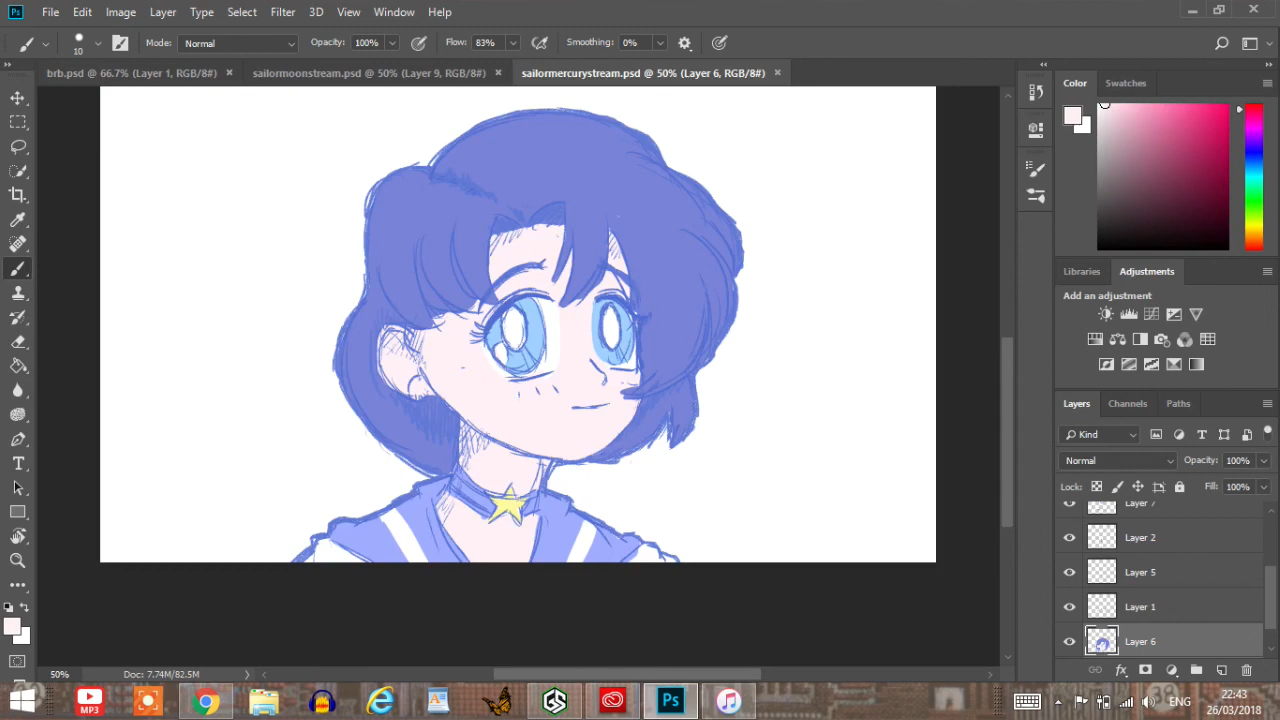 Ps File Edit Image Layer Type Select Filter 3D View Window Help
10 Mode: Normal Opacity: 100% Flow: 83% Smoothing: 0%
brb.psd @ 66.7% (Layer 1, RGB/8#) × sailormoonstream.psd @ 50% (Layer 9, RGB/8#) × sailormercurystream.psd @ 50% (Layer 6, RGB/8#) ×
Color Swatches
Libraries Adjustments
Add an adjustment
Layers Channels Paths
Kind
Normal Opacity: 100%
Lock: Fill: 100%
Layer 7
Layer 2
Layer 5
Layer 1
Layer 6
50% Doc: 7.74M/82.5M
MP3 Ps ENG 22:43
26/03/2018